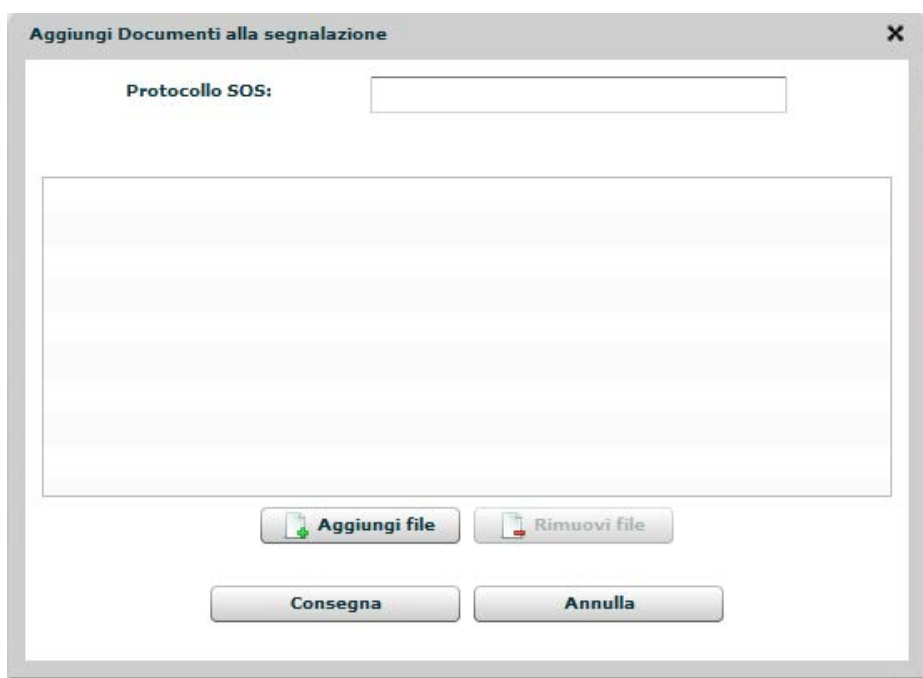 Aggiungi Documenti alla segnalazione
Protocollo SOS:
Aggiungi file Rimuovi file
Consegna Annulla